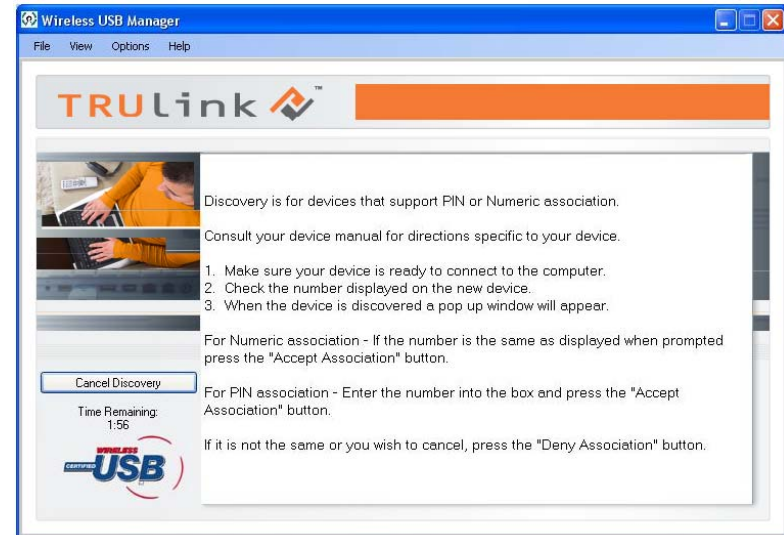 Wireless USB Manager
File View Options Help
TRULink TM
Discovery is for devices that support PIN or Numeric association.
Consult your device manual for directions specific to your device.
1. Make sure your device is ready to connect to the computer.
2. Check the number displayed on the new device.
3. When the device is discovered a pop up window will appear.
For Numeric association - If the number is the same as displayed when prompted
press the "Accept Association" button.
For PIN association - Enter the number into the box and press the "Accept
Association" button.
If it is not the same or you wish to cancel, press the "Deny Association" button.
Cancel Discovery
Time Remaining:
1:56
WIRELESS
CERTIFIED USB